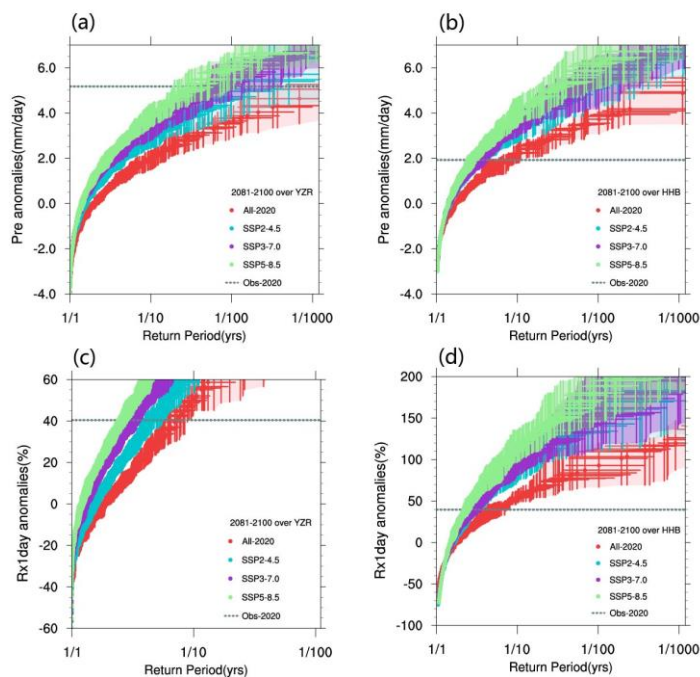 (a)
Pre anomalies(mm/day)
6.0
4.0
2.0
0.0
-2.0
-4.0
2081-2100 over YZR
All-2020
SSP2-4.5
SSP3-7.0
SSP5-8.5
Obs-2020
1/1 1/10 1/100 1/1000
Return Period(yrs)
(b)
Pre anomalies(mm/day)
6.0
4.0
2.0
0.0
-2.0
-4.0
2081-2100 over HHB
All-2020
SSP2-4.5
SSP3-7.0
SSP5-8.5
Obs-2020
1/1 1/10 1/100 1/1000
Return Period(yrs)
(c)
Rx1day anomalies(%)
60
40
20
0
-20
-40
-60
2081-2100 over YZR
All-2020
SSP2-4.5
SSP3-7.0
SSP5-8.5
Obs-2020
1/1 1/10 1/100
Return Period(yrs)
(d)
Rx1day anomalies(%)
200
150
100
50
0
-50
-100
2081-2100 over HHB
All-2020
SSP2-4.5
SSP3-7.0
SSP5-8.5
Obs-2020
1/1 1/10 1/100 1/1000
Return Period(yrs)